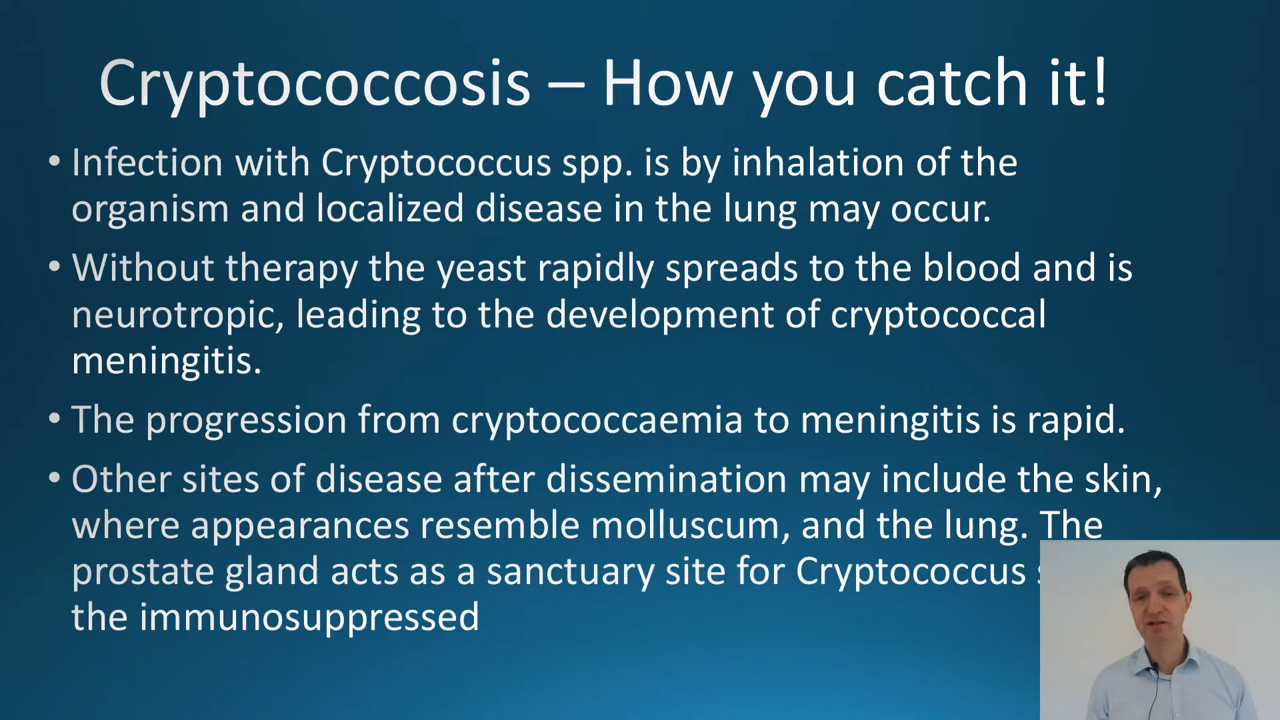 Cryptococcosis – How you catch it!
• Infection with Cryptococcus spp. is by inhalation of the
organism and localized disease in the lung may occur.
• Without therapy the yeast rapidly spreads to the blood and is
neurotropic, leading to the development of cryptococcal
meningitis.
• The progression from cryptococcaemia to meningitis is rapid.
• Other sites of disease after dissemination may include the skin,
where appearances resemble molluscum, and the lung. The
prostate gland acts as a sanctuary site for Cryptococcus
the immunosuppressed